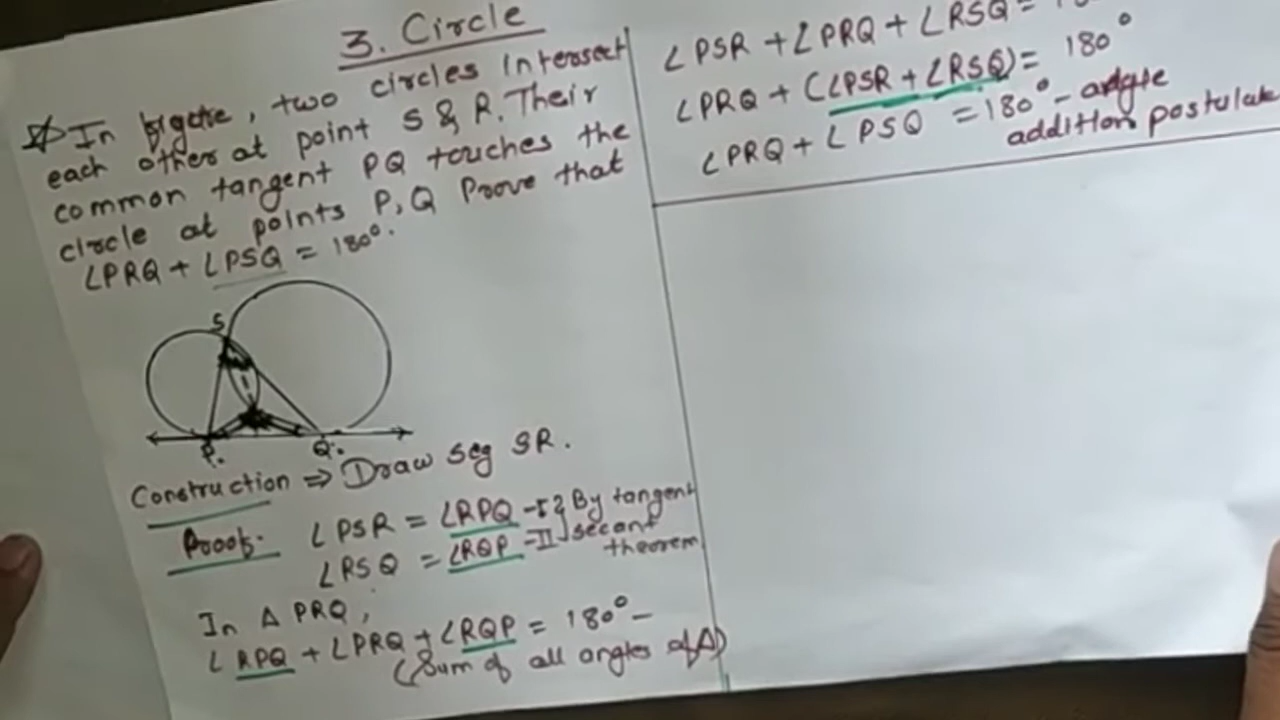 3. Circle
In figure, two circles intersect
each other at point S & R. Their
common tangent PQ touches the
circle at points P, Q Prove that
∠PRQ + ∠PSQ = 180°.
S
P.
Q.
Construction ⇒ Draw seg SR.
Proof. ∠PSR = ∠RPQ - I } By tangent
∠RSQ = ∠RQP - II } secant
theorem
In Δ PRQ,
∠RPQ + ∠PRQ + ∠RQP = 180° -
(Sum of all angles of Δ)
∠PSR + ∠PRQ + ∠RSQ =
∠PRQ + (∠PSR + ∠RSQ) = 180°
∠PRQ + ∠PSQ = 180° - angle
addition postulate